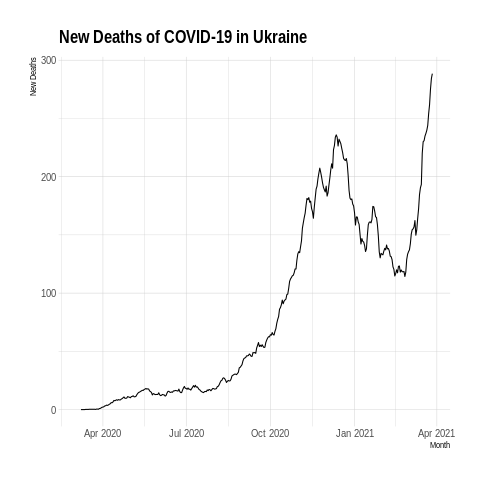 New Deaths of COVID-19 in Ukraine
New Deaths
300
200
100
0
Apr 2020
Jul 2020
Oct 2020
Jan 2021
Apr 2021
Month